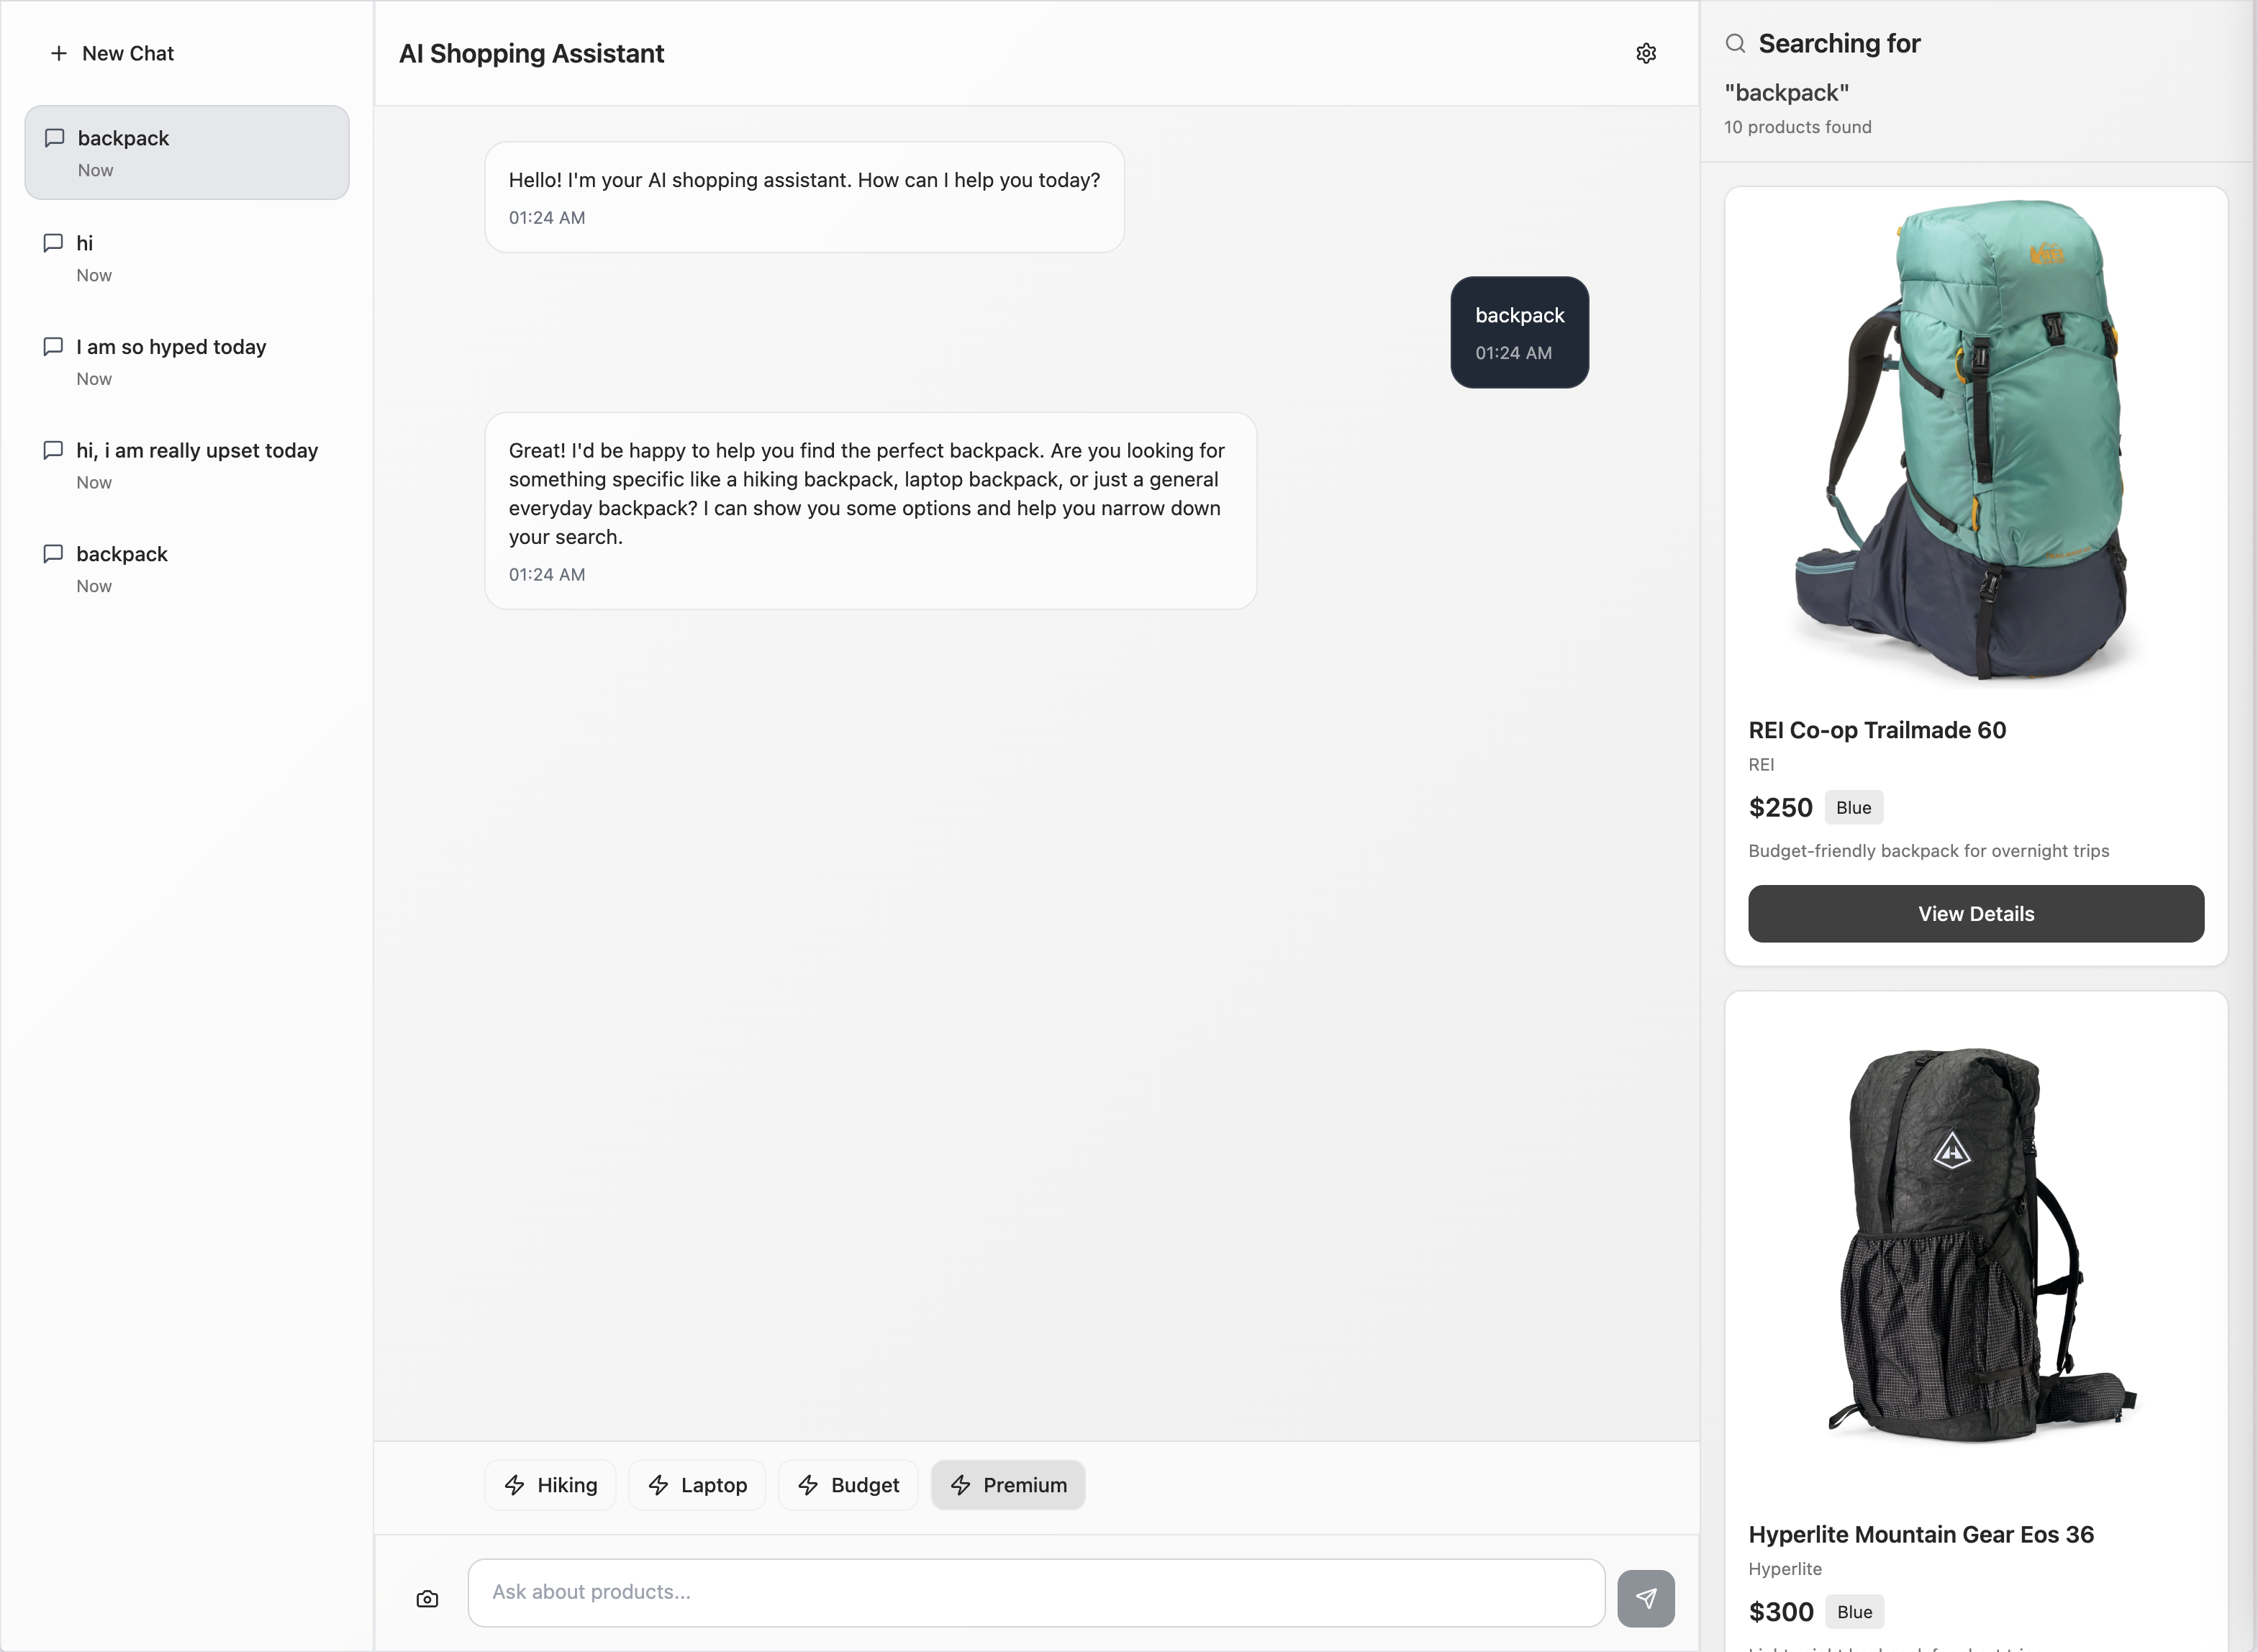 New Chat
backpack
Now
hi
Now
I am so hyped today
Now
hi, i am really upset today
Now
backpack
Now
AI Shopping Assistant
Hello! I'm your AI shopping assistant. How can I help you today?
01:24 AM
backpack
01:24 AM
Great! I'd be happy to help you find the perfect backpack. Are you looking for
something specific like a hiking backpack, laptop backpack, or just a general
everyday backpack? I can show you some options and help you narrow down
your search.
01:24 AM
Hiking
Laptop
Budget
Premium
Ask about products...
Searching for
"backpack"
10 products found
REI Co-op Trailmade 60
REI
$250 Blue
Budget-friendly backpack for overnight trips
View Details
Hyperlite Mountain Gear Eos 36
Hyperlite
$300 Blue